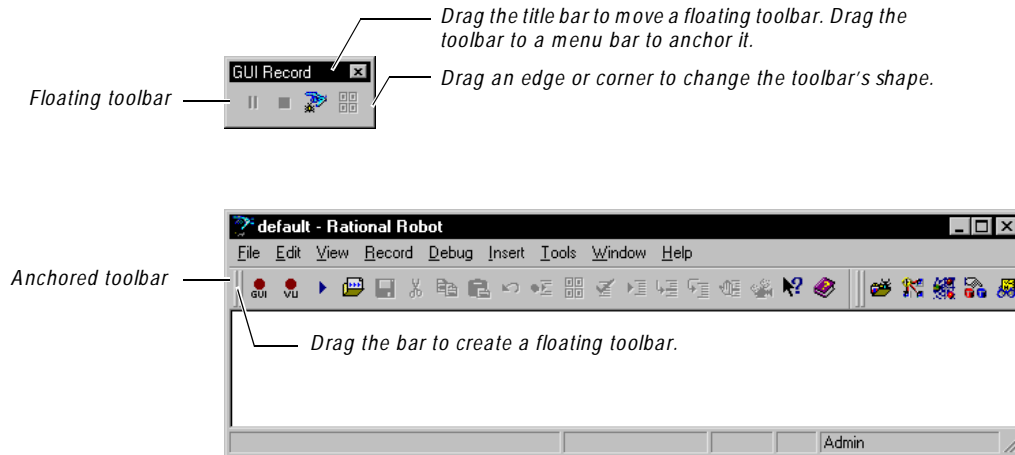 Drag the title bar to move a floating toolbar. Drag the
toolbar to a menu bar to anchor it.
GUI Record
Drag an edge or corner to change the toolbar's shape.
Floating toolbar
default - Rational Robot
File Edit View Record Debug Insert Tools Window Help
Anchored toolbar
GUI VU
Drag the bar to create a floating toolbar.
Admin